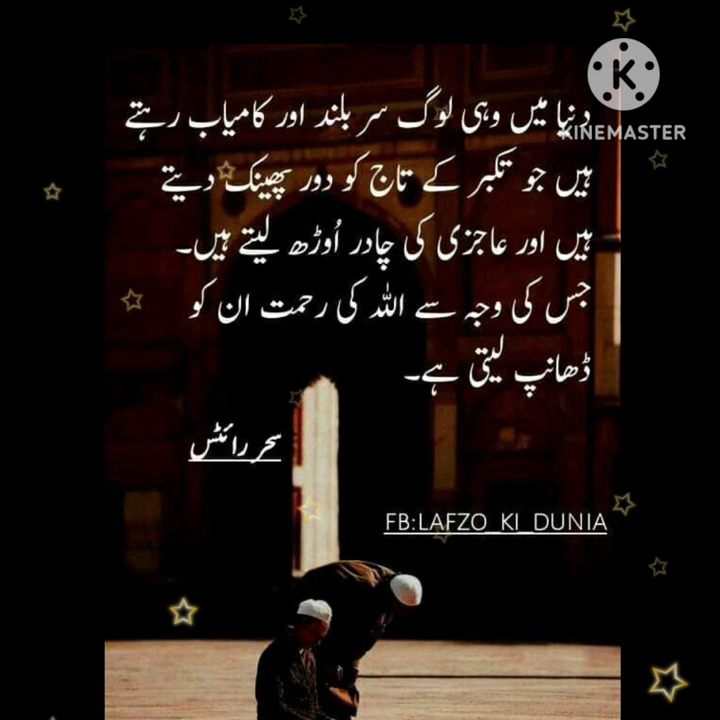 دنیا میں وہی لوگ سر بلند اور کامیاب رہتے
ہیں جو تکبر کے تاج کو دور پھینک دیتے
ہیں اور عاجزی کی چادر اُوڑھ لیتے ہیں۔
جس کی وجہ سے اللہ کی رحمت ان کو
ڈھانپ لیتی ہے۔
سحر رائٹس
FB:LAFZO_KI_DUNIA
K
KINEMASTER